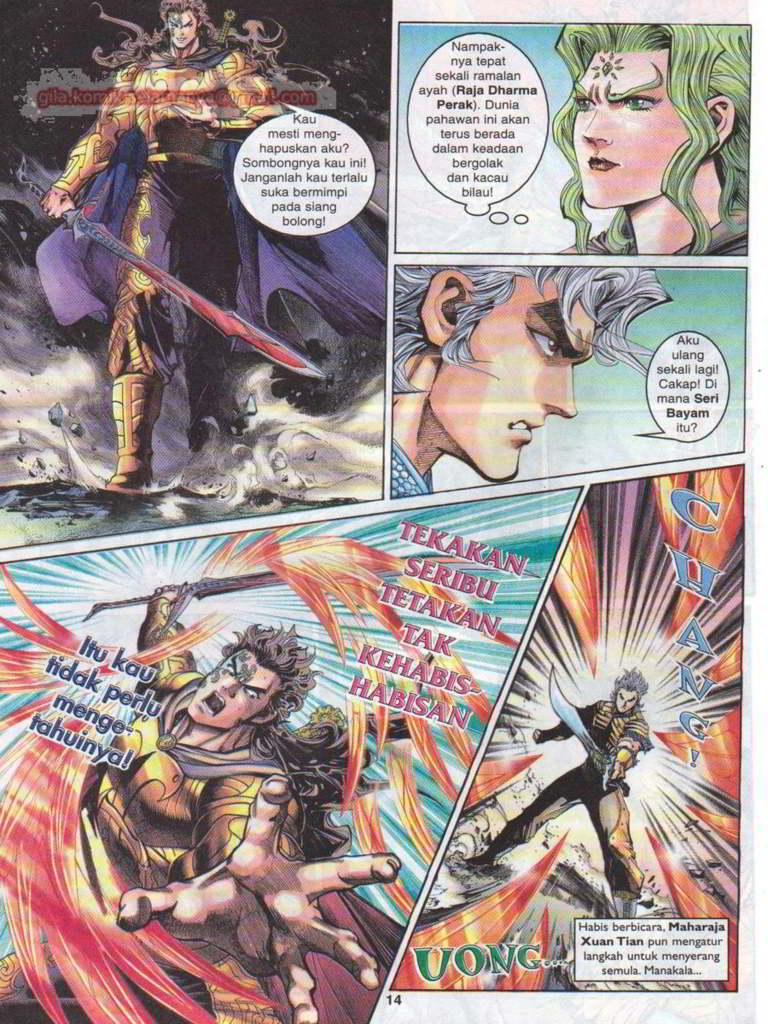 Kau
mesti meng-
hapuskan aku?
Sombongnya kau ini!
Janganlah kau terlalu
suka bermimpi
pada siang
bolong!
Nampak-
nya tepat
sekali ramalan
ayah (Raja Dharma
Perak). Dunia
pahawan ini akan
terus berada
dalam keadaan
bergolak
dan kacau
bilau!
Aku
ulang
sekali lagi!
Cakap! Di
mana Seri
Bayam
itu?
Itu kau
tidak perlu
menge-
tahuinya!
TEKAKAN
SERIBU
TETAKAN
TAK
KEHABIS-
HABISAN
CHANG!
UONG...
Habis berbicara, Maharaja
Xuan Tian pun mengatur
langkah untuk menyerang
semula. Manakala...
14